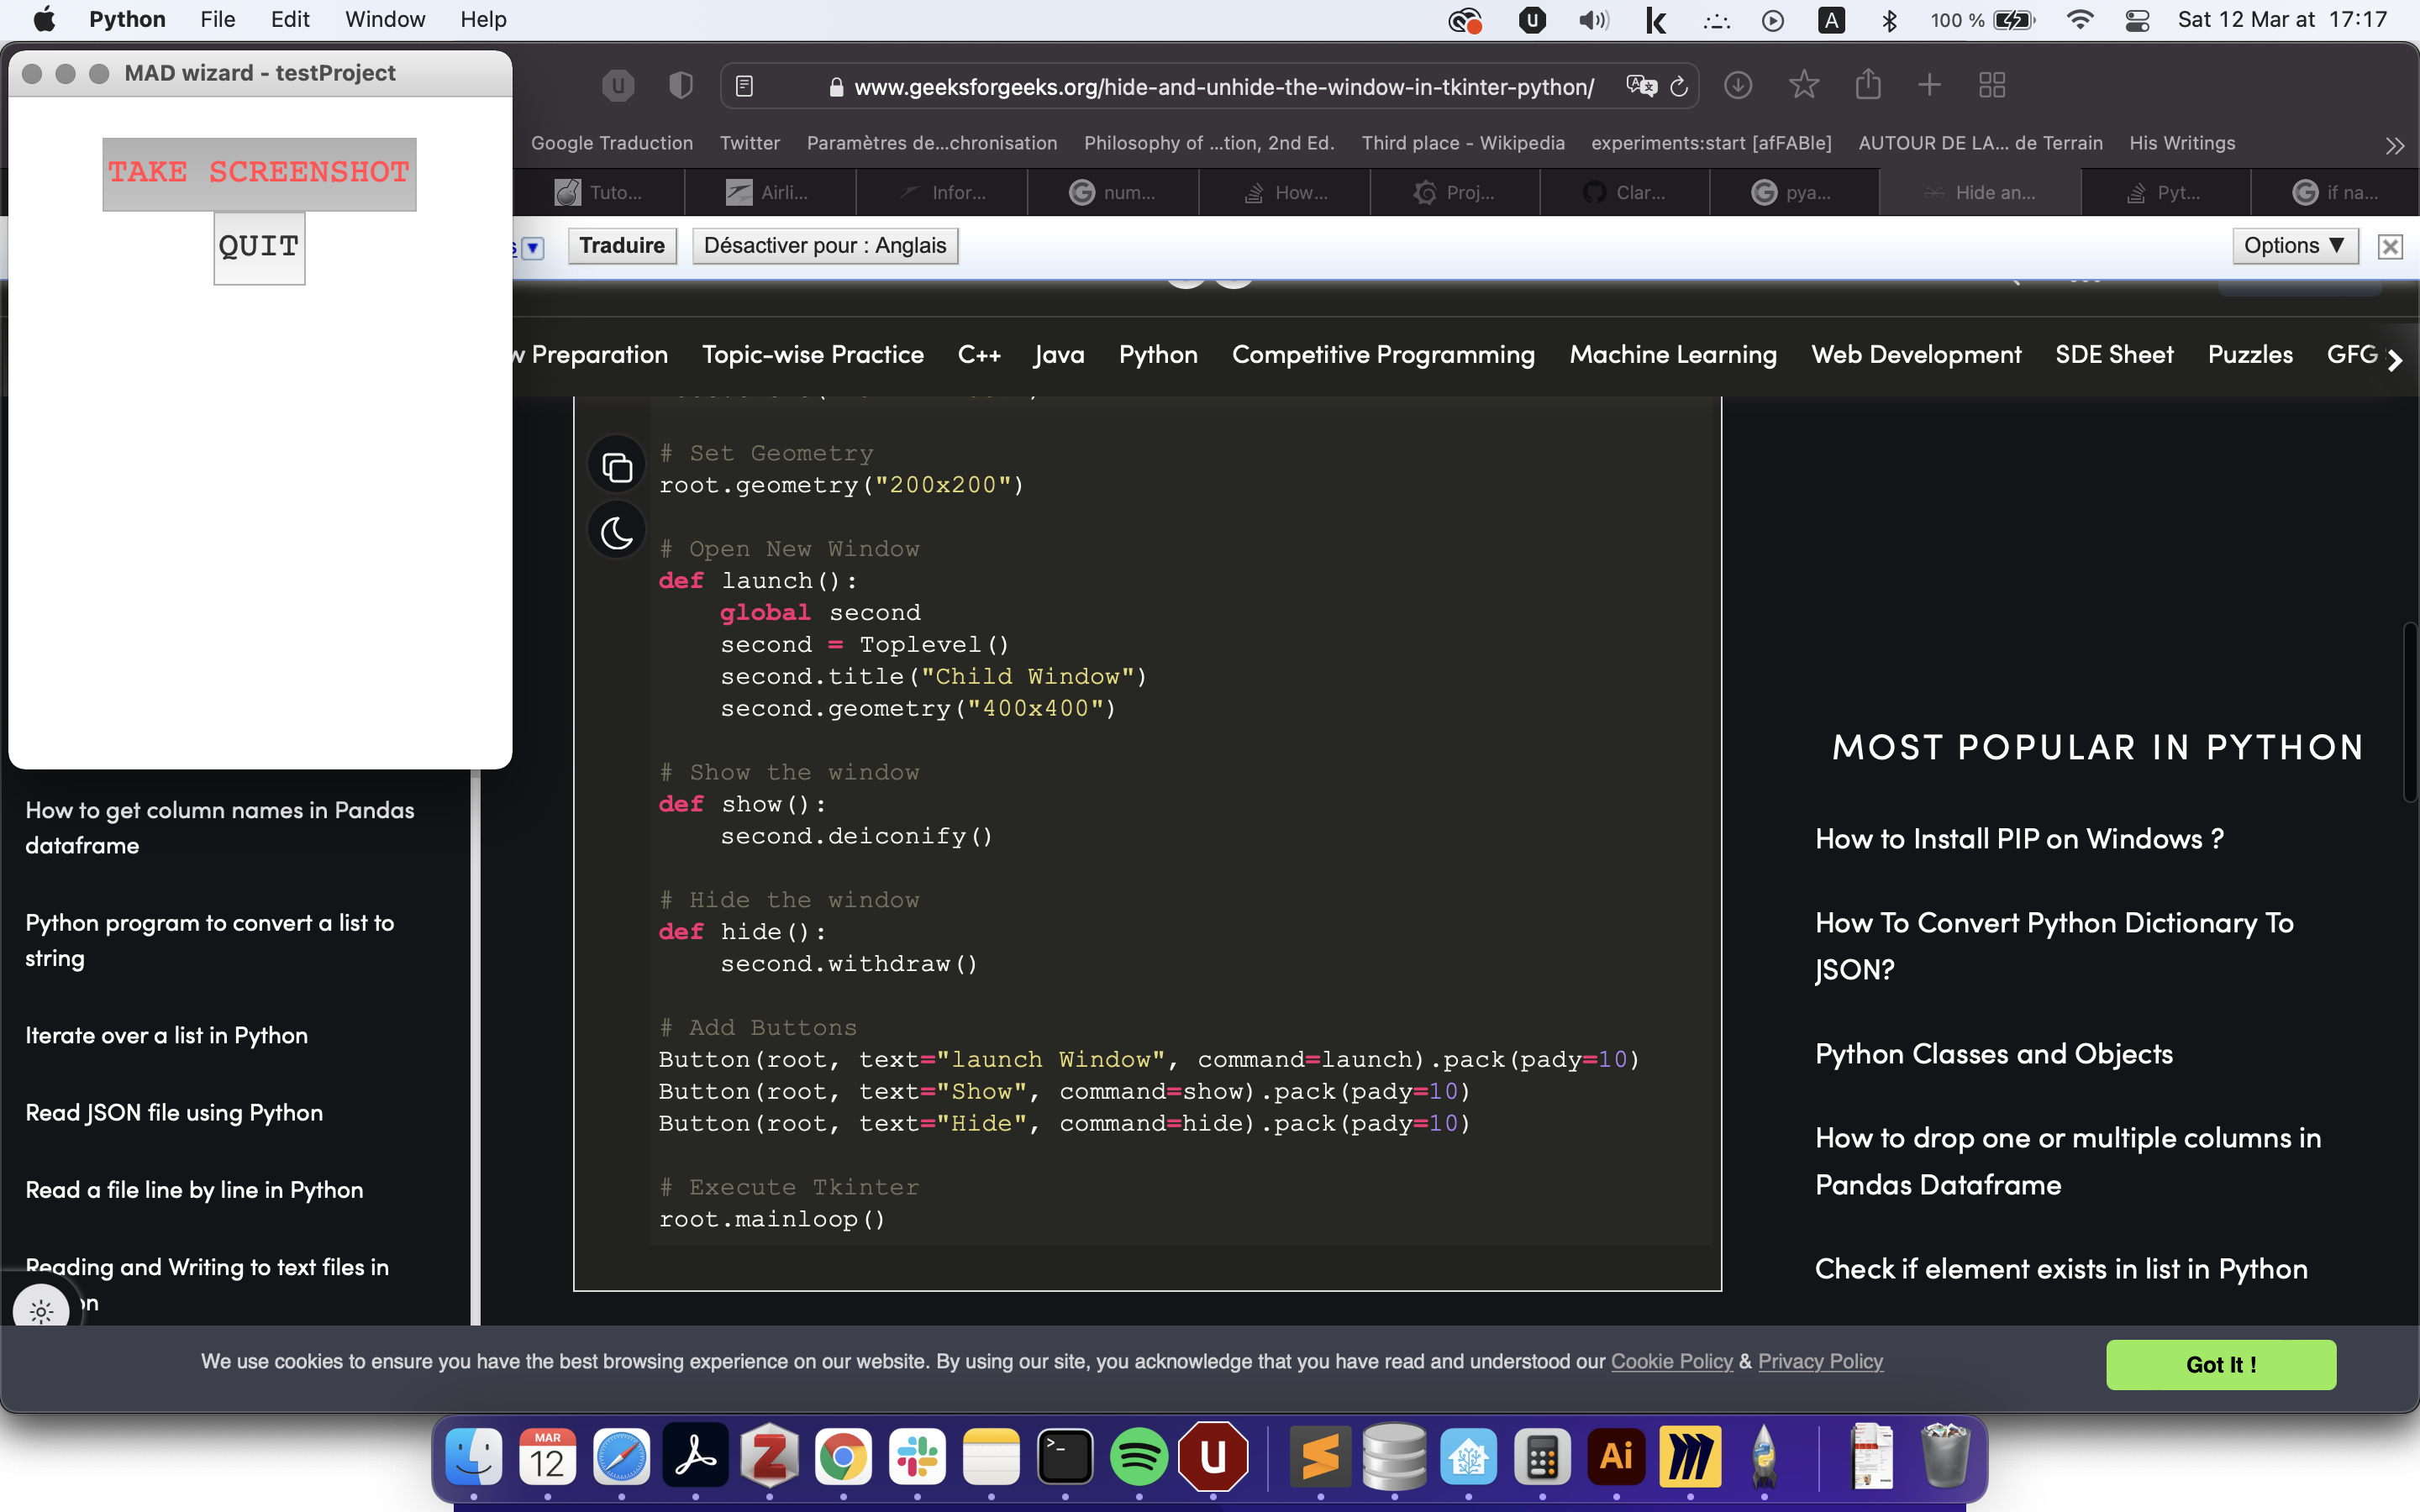 Python File Edit Window Help
100 % Sat 12 Mar at 17:17
MAD wizard - testProject
TAKE SCREENSHOT
QUIT
www.geeksforgeeks.org/hide-and-unhide-the-window-in-tkinter-python/
Google Traduction Twitter Paramètres de...chronisation Philosophy of ...tion, 2nd Ed. Third place - Wikipedia experiments:start [afFABle] AUTOUR DE LA... de Terrain His Writings
Tuto... Airli... Infor... num... How... Proj... Clar... pya... Hide an... Pyt... if na...
Traduire Désactiver pour : Anglais Options ▼
Preparation Topic-wise Practice C++ Java Python Competitive Programming Machine Learning Web Development SDE Sheet Puzzles GFG
# Set Geometry
root.geometry("200x200")
# Open New Window
def launch():
global second
second = Toplevel()
second.title("Child Window")
second.geometry("400x400")
# Show the window
def show():
second.deiconify()
# Hide the window
def hide():
second.withdraw()
# Add Buttons
Button(root, text="launch Window", command=launch).pack(pady=10)
Button(root, text="Show", command=show).pack(pady=10)
Button(root, text="Hide", command=hide).pack(pady=10)
# Execute Tkinter
root.mainloop()
How to get column names in Pandas
dataframe
Python program to convert a list to
string
Iterate over a list in Python
Read JSON file using Python
Read a file line by line in Python
Reading and Writing to text files in
MOST POPULAR IN PYTHON
How to Install PIP on Windows ?
How To Convert Python Dictionary To
JSON?
Python Classes and Objects
How to drop one or multiple columns in
Pandas Dataframe
Check if element exists in list in Python
We use cookies to ensure you have the best browsing experience on our website. By using our site, you acknowledge that you have read and understood our Cookie Policy & Privacy Policy
Got It !
MAR
12
Ai